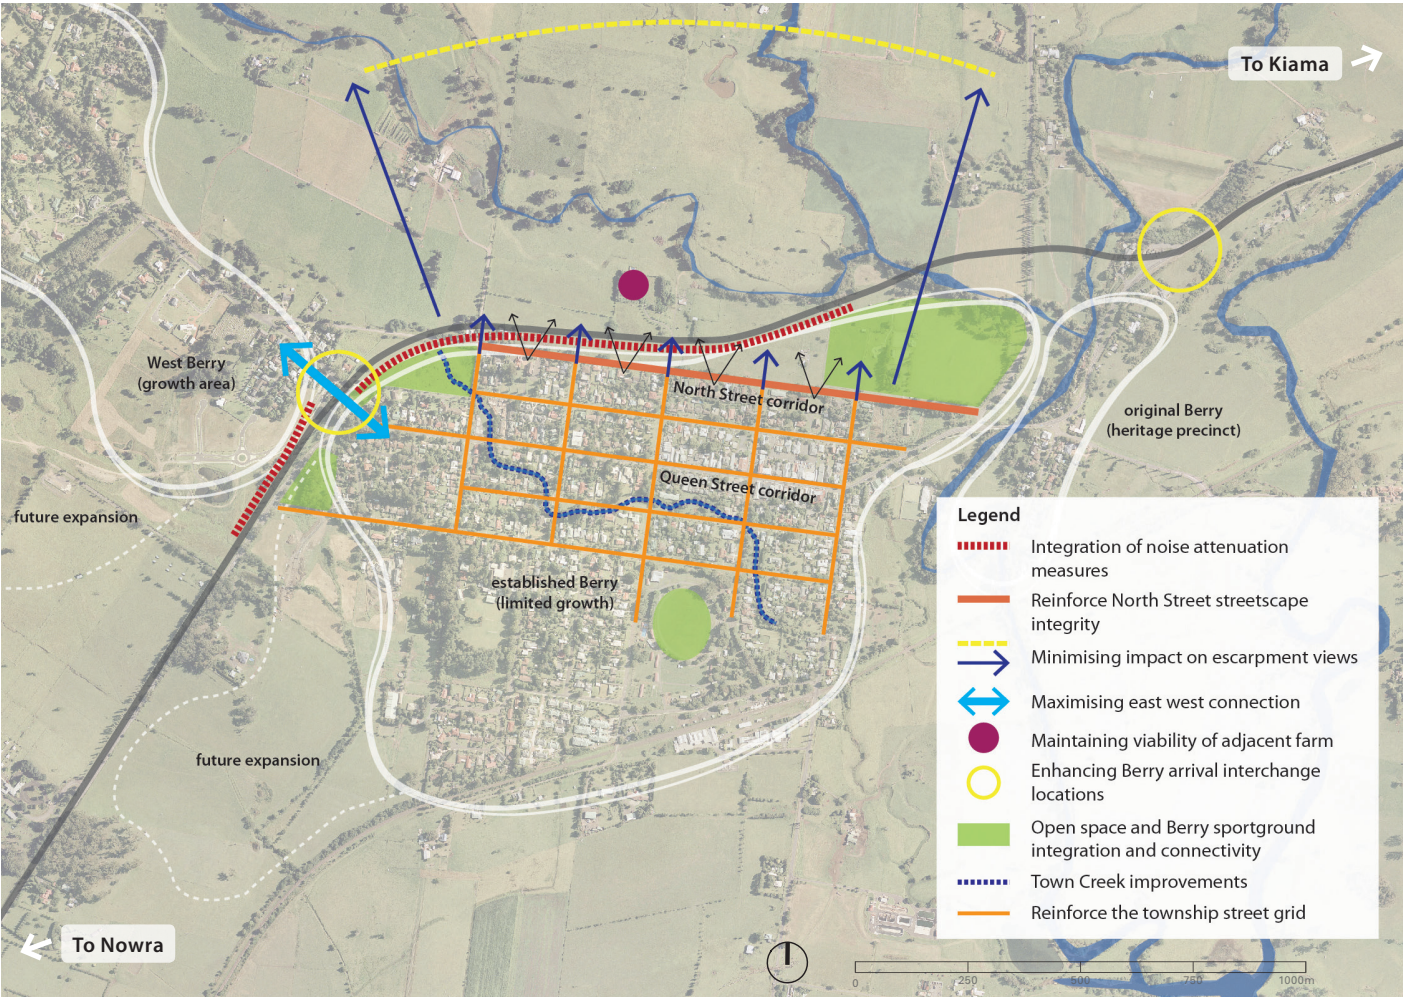 To Kiama
West Berry
(growth area)
North Street corridor
original Berry
(heritage precinct)
Queen Street corridor
future expansion
established Berry
(limited growth)
future expansion
To Nowra
Legend
Integration of noise attenuation
measures
Reinforce North Street streetscape
integrity
Minimising impact on escarpment views
Maximising east west connection
Maintaining viability of adjacent farm
Enhancing Berry arrival interchange
locations
Open space and Berry sportground
integration and connectivity
Town Creek improvements
Reinforce the township street grid
0 250 500 750 1000m